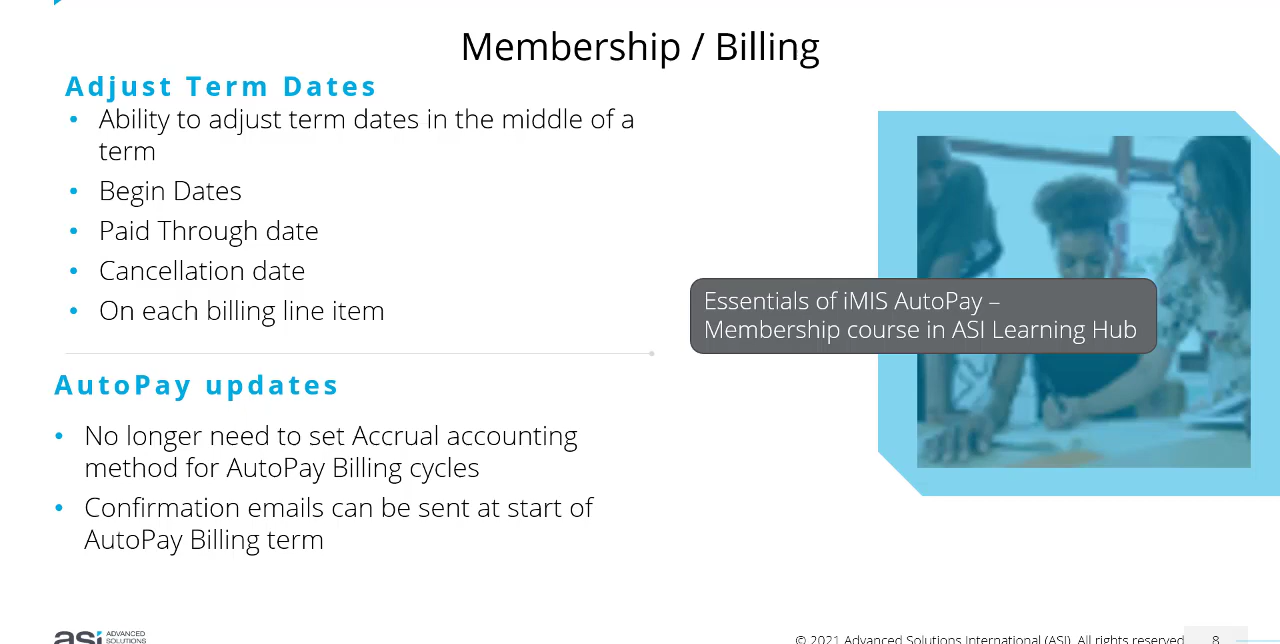 Membership / Billing
Adjust Term Dates
• Ability to adjust term dates in the middle of a
term
• Begin Dates
• Paid Through date
• Cancellation date
• On each billing line item
Essentials of iMIS AutoPay –
Membership course in ASI Learning Hub
AutoPay updates
• No longer need to set Accrual accounting
method for AutoPay Billing cycles
• Confirmation emails can be sent at start of
AutoPay Billing term
asi ADVANCED
SOLUTIONS
© 2021 Advanced Solutions International (ASI). All rights reserved
8